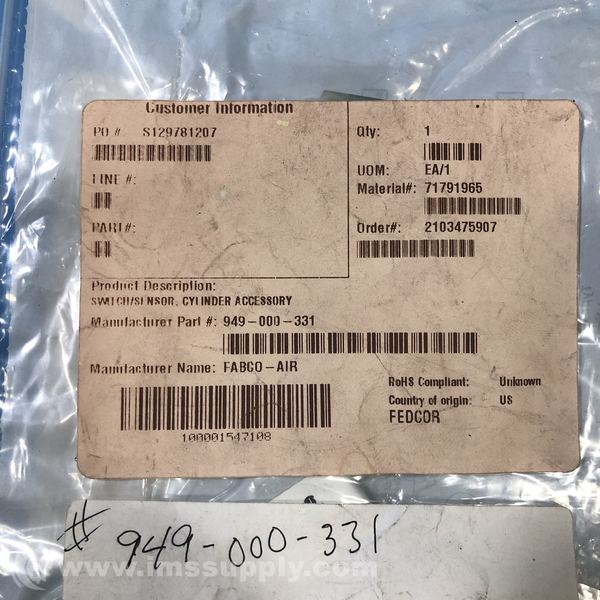 Customer Information
PO #: S129781207
LINE #:
PART#:
Qty: 1
UOM: EA/1
Material#: 71791965
Order#: 2103475907
Product Description:
SWITCH/SENSOR, CYLINDER ACCESSORY
Manufacturer Part #: 949-000-331
Manufacturer Name: FABCO-AIR
100001547108
RoHS Compliant: Unknown
Country of origin: US
FEDCOR
# 949-000-331
www.imssupply.com